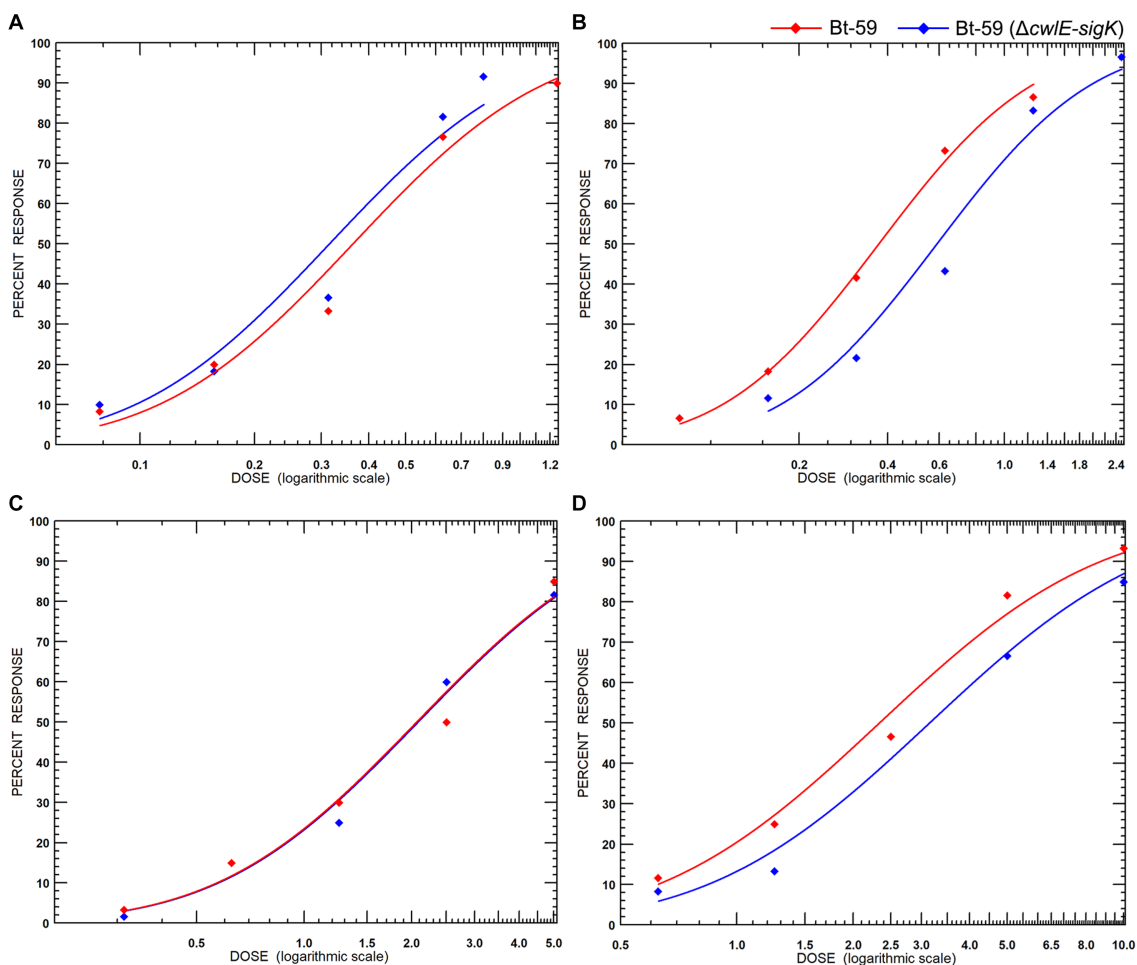 A
B
Bt-59
Bt-59 (ΔcwlE-sigK)
100
90
80
70
60
50
40
30
20
10
0
PERCENT RESPONSE
0.1 0.2 0.3 0.4 0.5 0.7 0.9 1.2
DOSE (logarithmic scale)
100
90
80
70
60
50
40
30
20
10
0
PERCENT RESPONSE
0.2 0.4 0.6 1.0 1.4 1.8 2.4
DOSE (logarithmic scale)
C
100
90
80
70
60
50
40
30
20
10
0
PERCENT RESPONSE
0.5 1.0 1.5 2.0 3.0 4.0 5.0
DOSE (logarithmic scale)
D
100
90
80
70
60
50
40
30
20
10
0
PERCENT RESPONSE
0.5 1.0 1.5 2.0 2.5 3.5 5.0 6.5 8.0 10.0
DOSE (logarithmic scale)